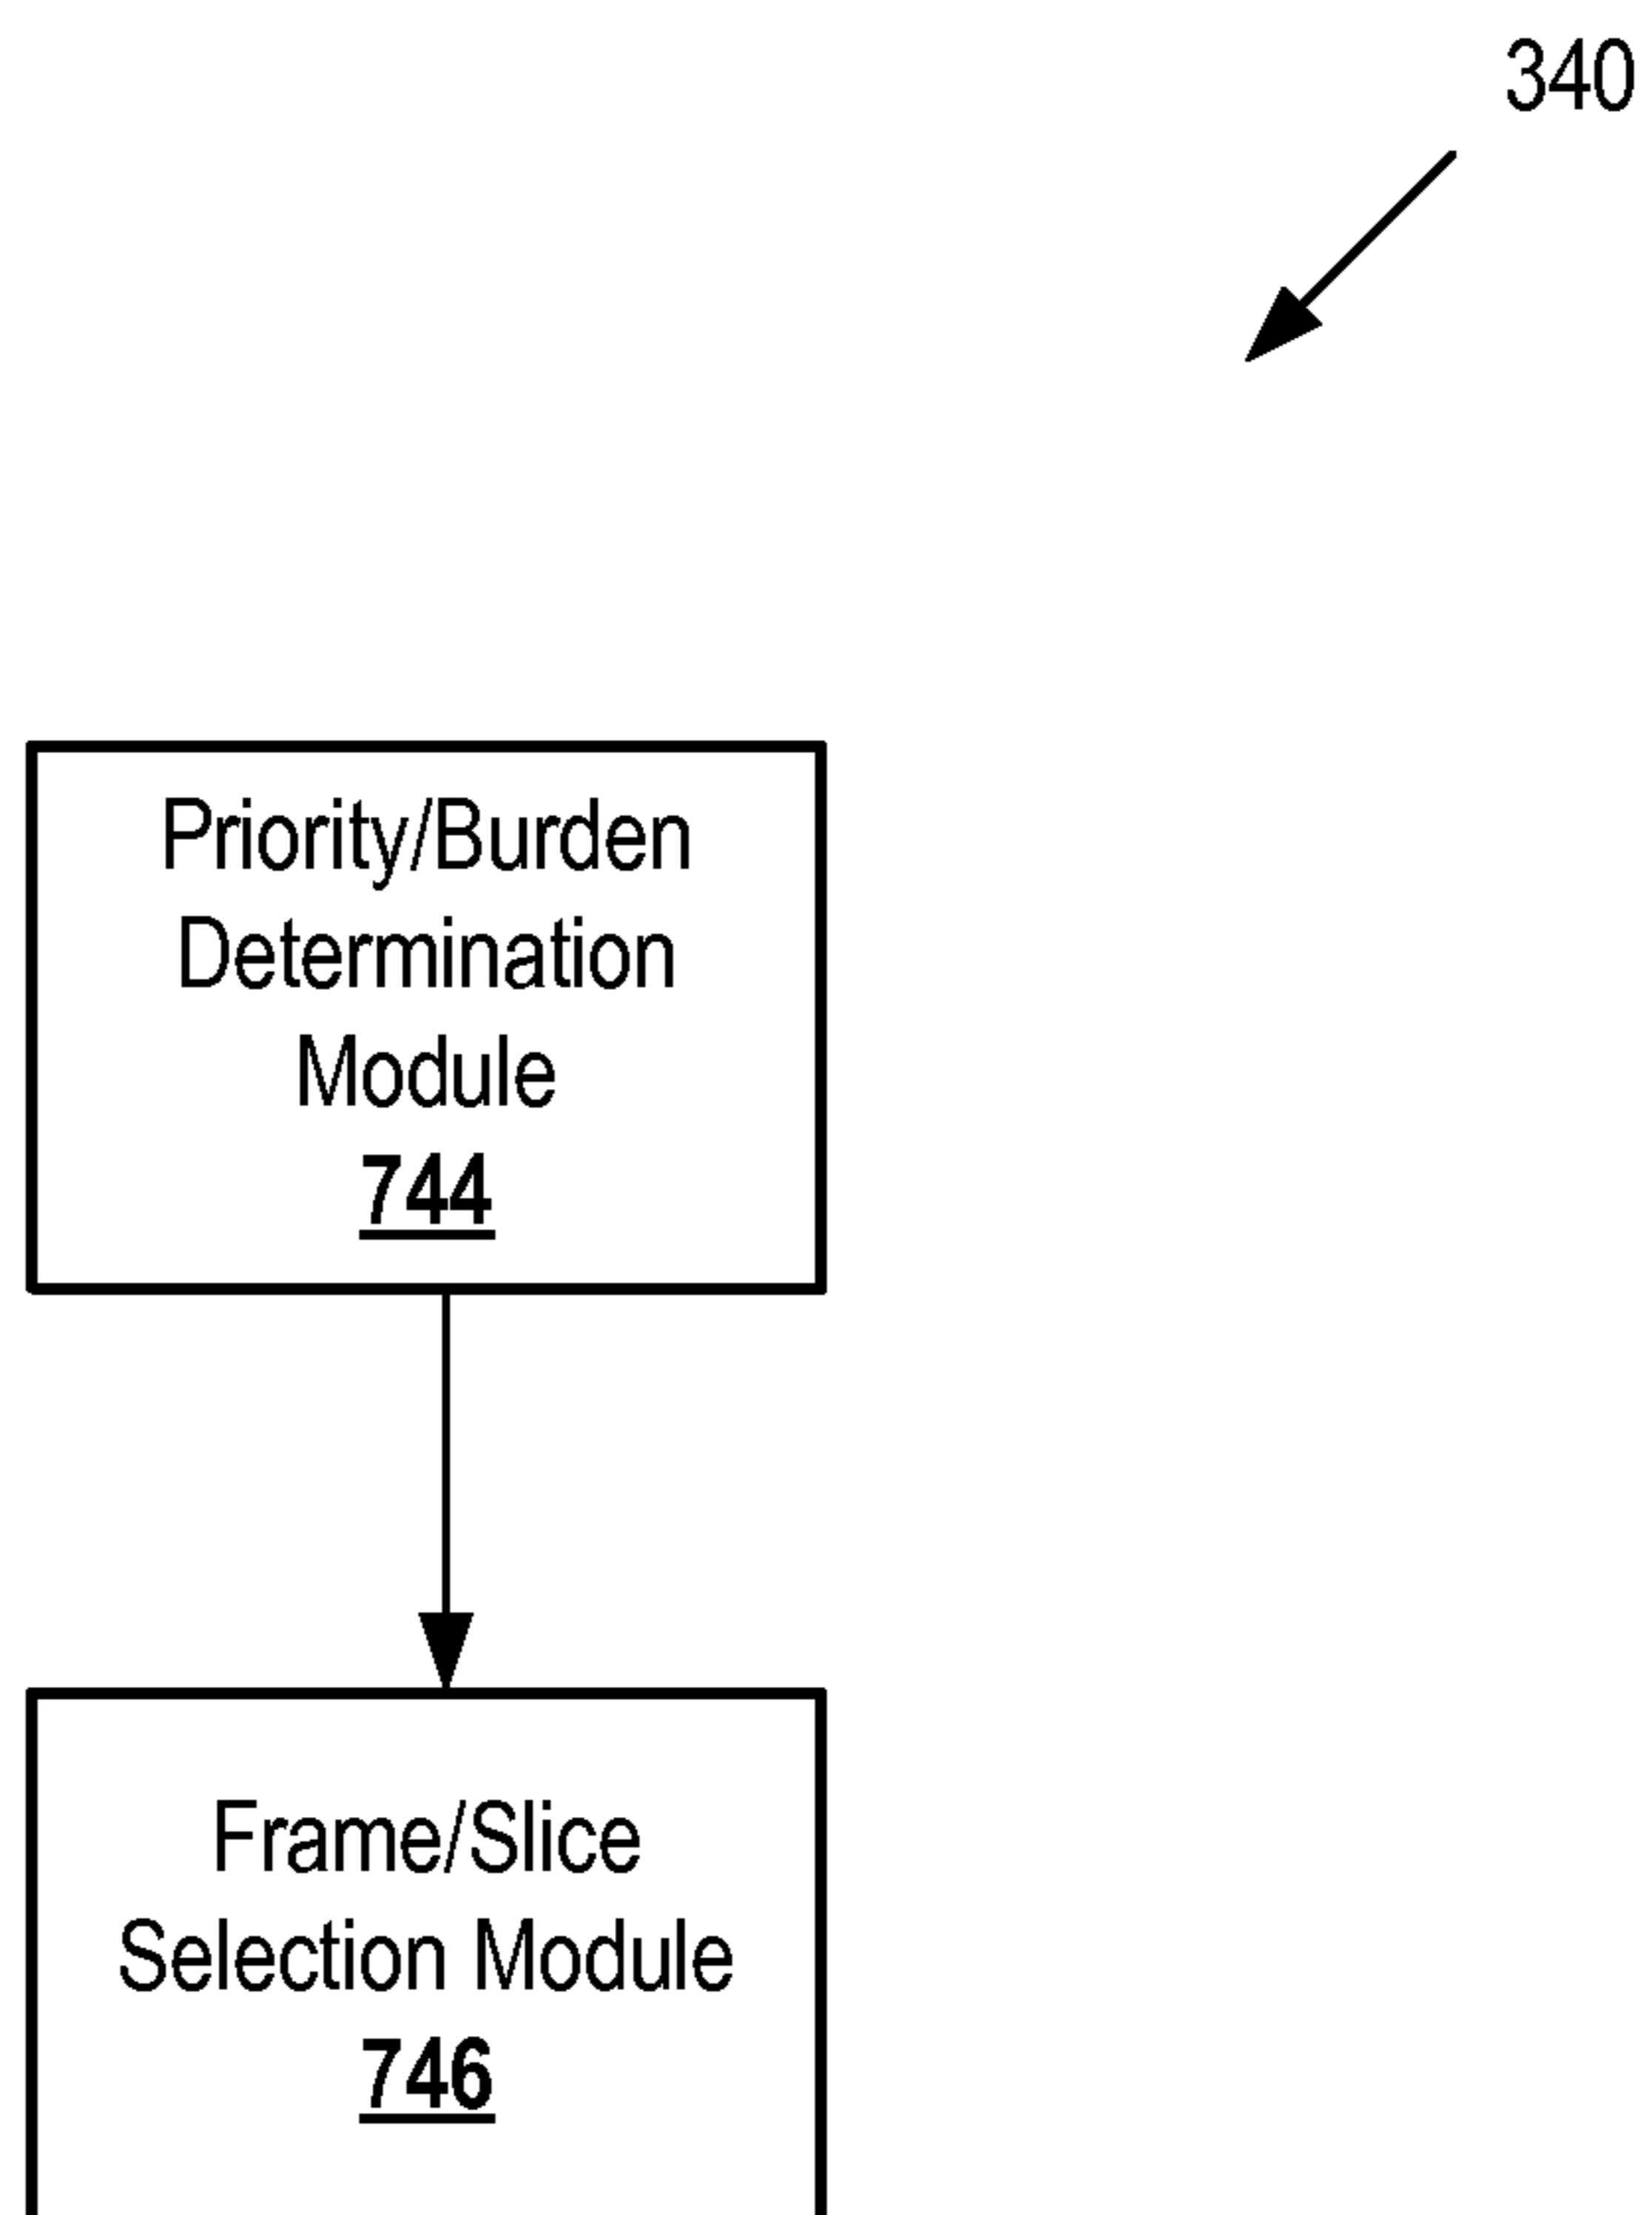 340
Priority/Burden
Determination
Module
744
Frame/Slice
Selection Module
746